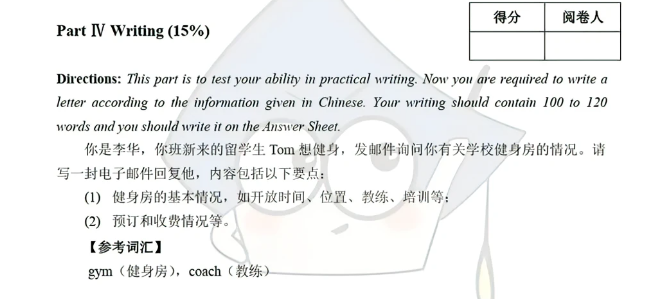 得分 阅卷人
Part Ⅳ Writing (15%)
Directions: This part is to test your ability in practical writing. Now you are required to write a
letter according to the information given in Chinese. Your writing should contain 100 to 120
words and you should write it on the Answer Sheet.
你是李华，你班新来的留学生 Tom 想健身，发邮件询问你有关学校健身房的情况。请
写一封电子邮件回复他，内容包括以下要点：
(1) 健身房的基本情况，如开放时间、位置、教练、培训等；
(2) 预订和收费情况等。
【参考词汇】
gym（健身房），coach（教练）